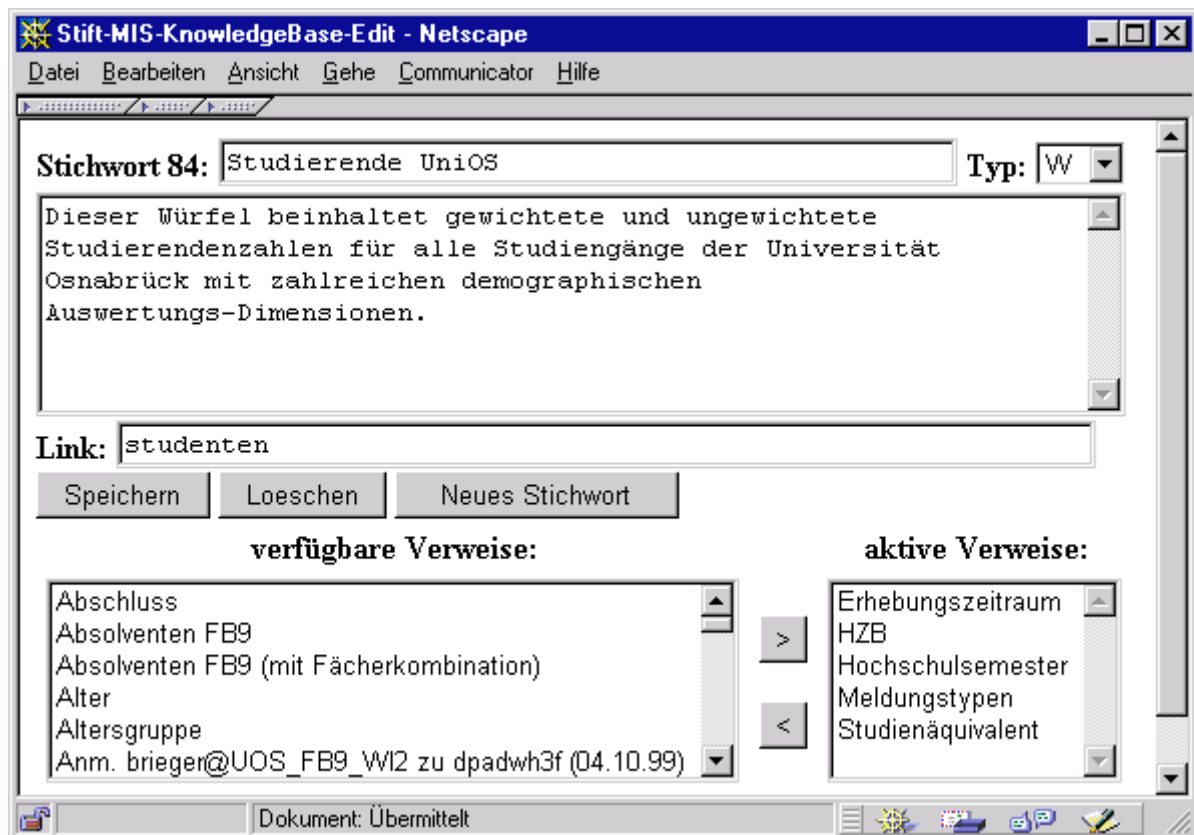 Stift-MIS-KnowledgeBase-Edit - Netscape
Datei Bearbeiten Ansicht Gehe Communicator Hilfe
Stichwort 84: Studierende UniOS Typ: W
Dieser Würfel beinhaltet gewichtete und ungewichtete
Studierendenzahlen für alle Studiengänge der Universität
Osnabrück mit zahlreichen demographischen
Auswertungs-Dimensionen.
Link: studenten
Speichern Loeschen Neues Stichwort
verfügbare Verweise: aktive Verweise:
Abschluss
Absolventen FB9
Absolventen FB9 (mit Fächerkombination)
Alter
Altersgruppe
Anm. brieger@UOS_FB9_WI2 zu dpadwh3f (04.10.99)
>
<
Erhebungszeitraum
HZB
Hochschulsemester
Meldungstypen
Studienäquivalent
Dokument: Übermittelt